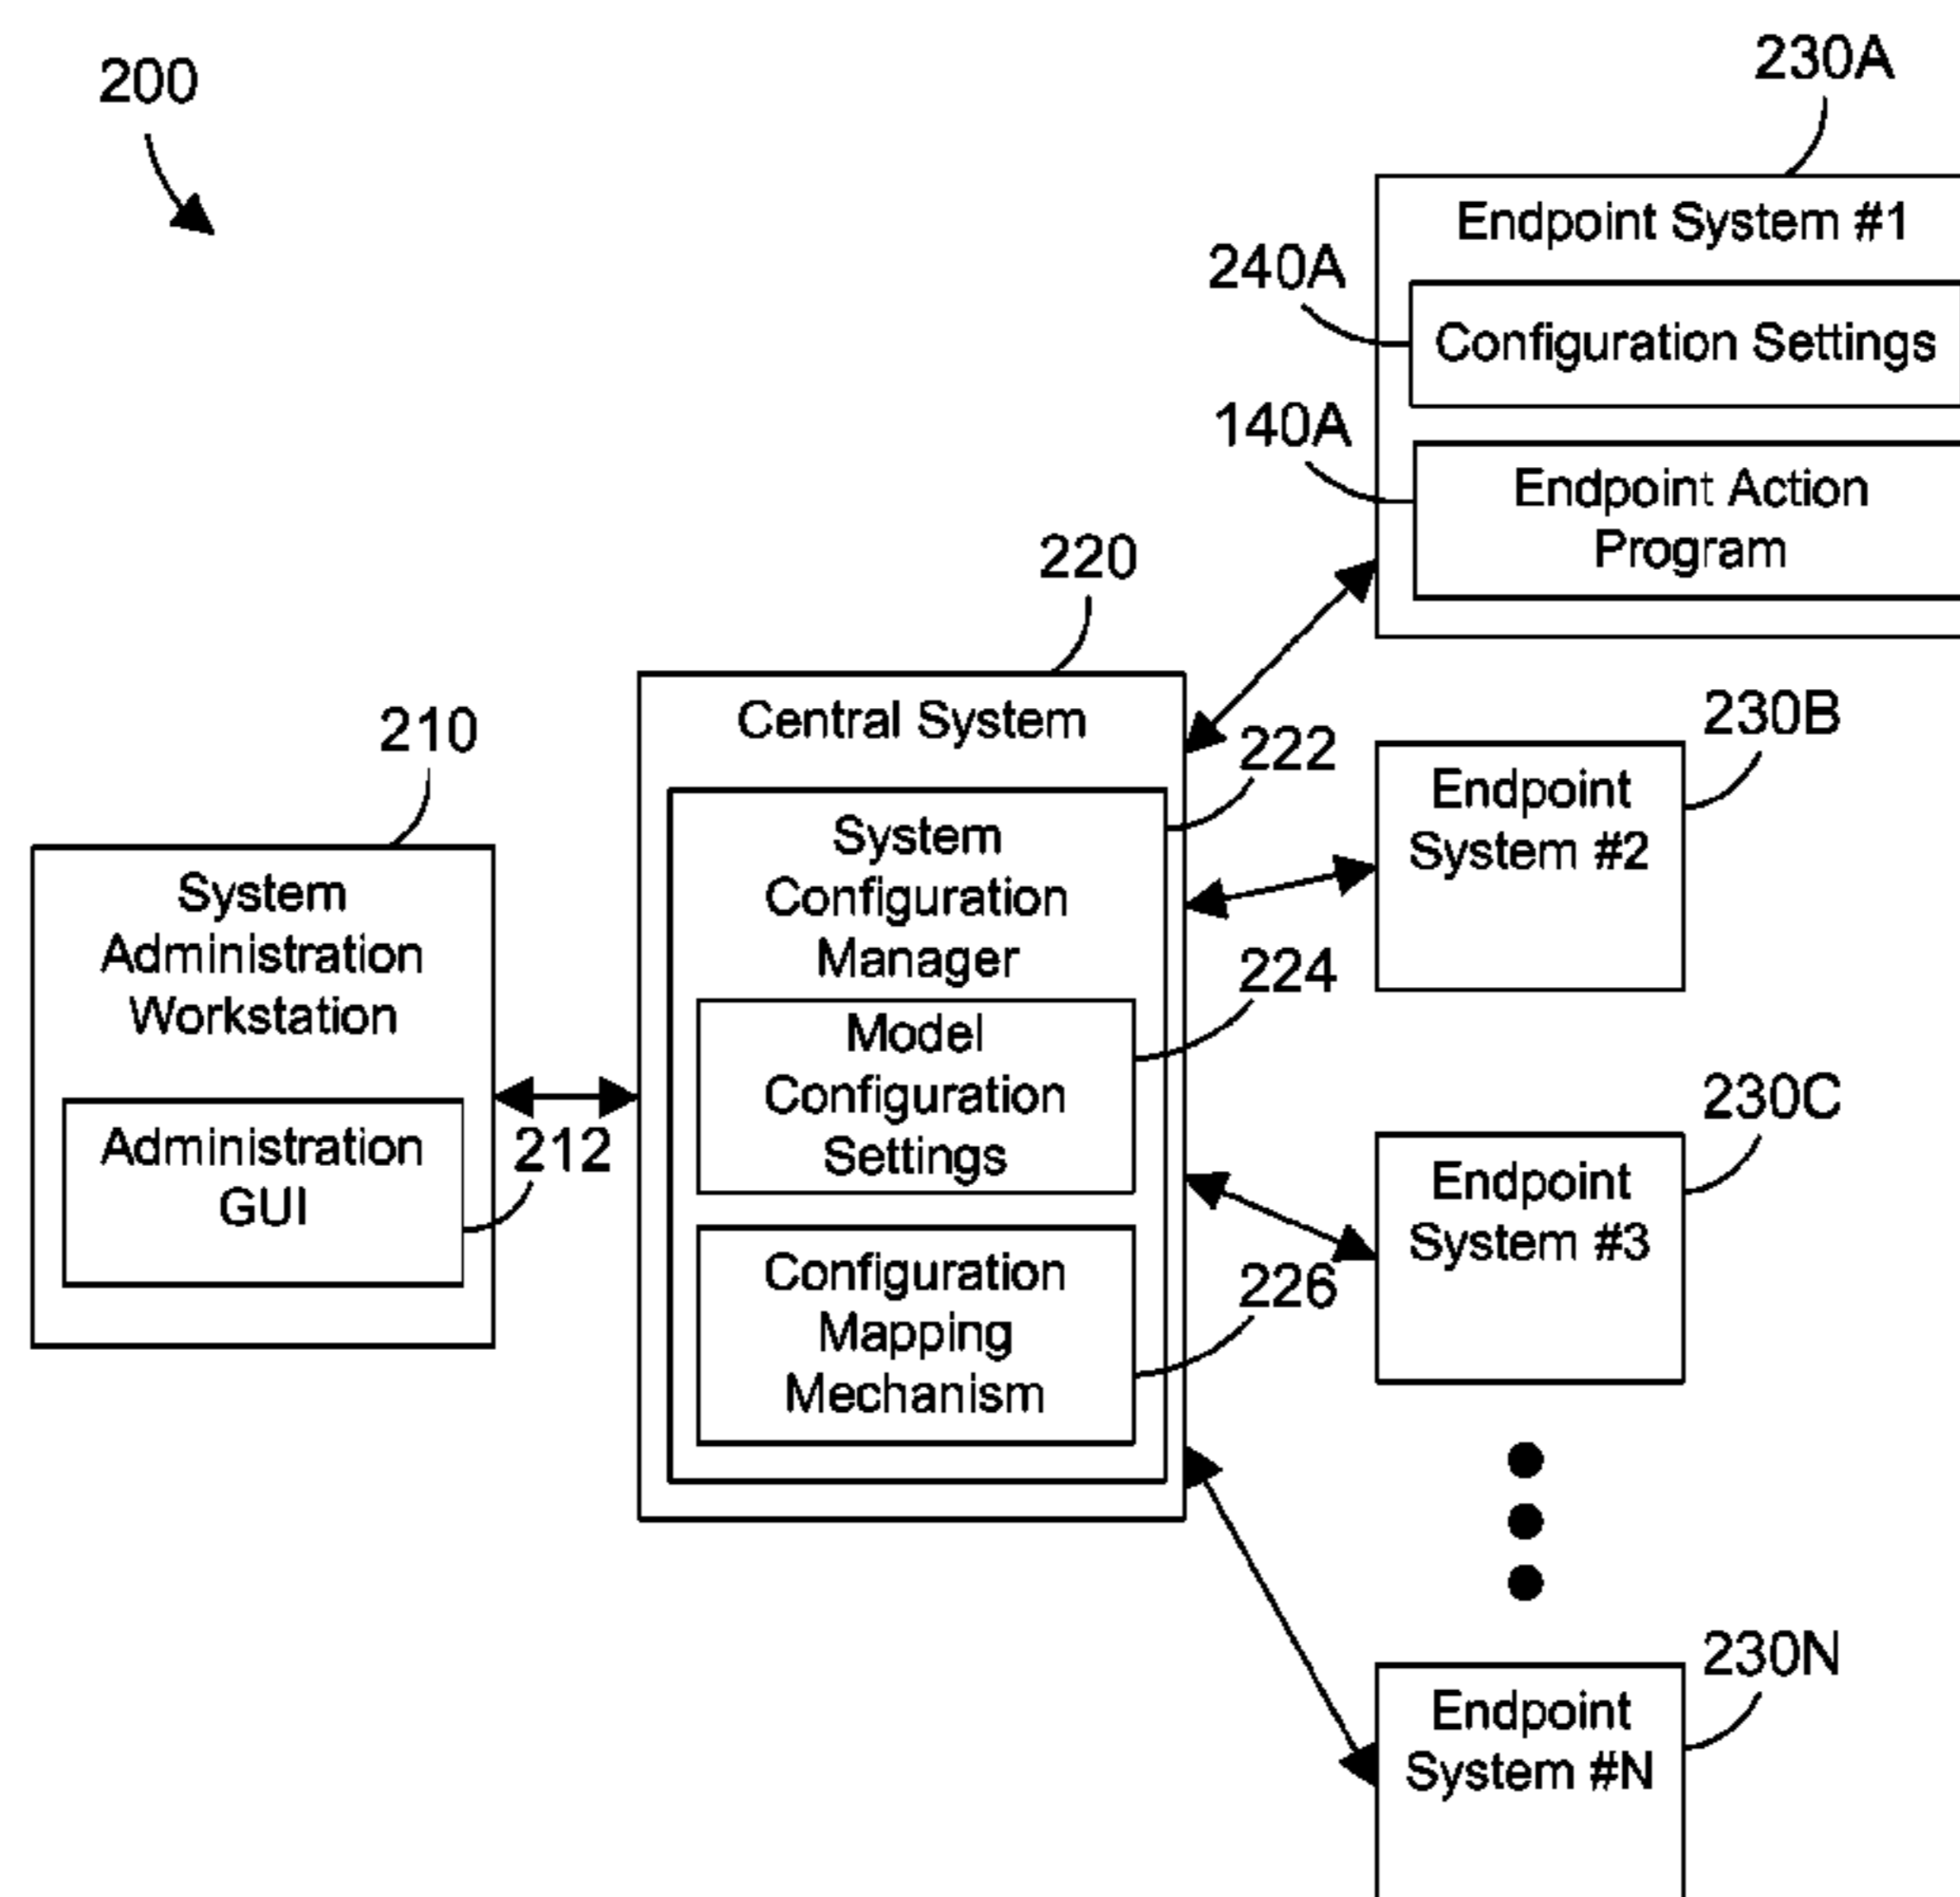 200
230A
Endpoint System #1
240A
Configuration Settings
140A
Endpoint Action
Program
220
Central System
222
System
Configuration
Manager
224
Model
Configuration
Settings
226
Configuration
Mapping
Mechanism
210
System
Administration
Workstation
Administration
GUI
212
230B
Endpoint
System #2
230C
Endpoint
System #3
230N
Endpoint
System #N